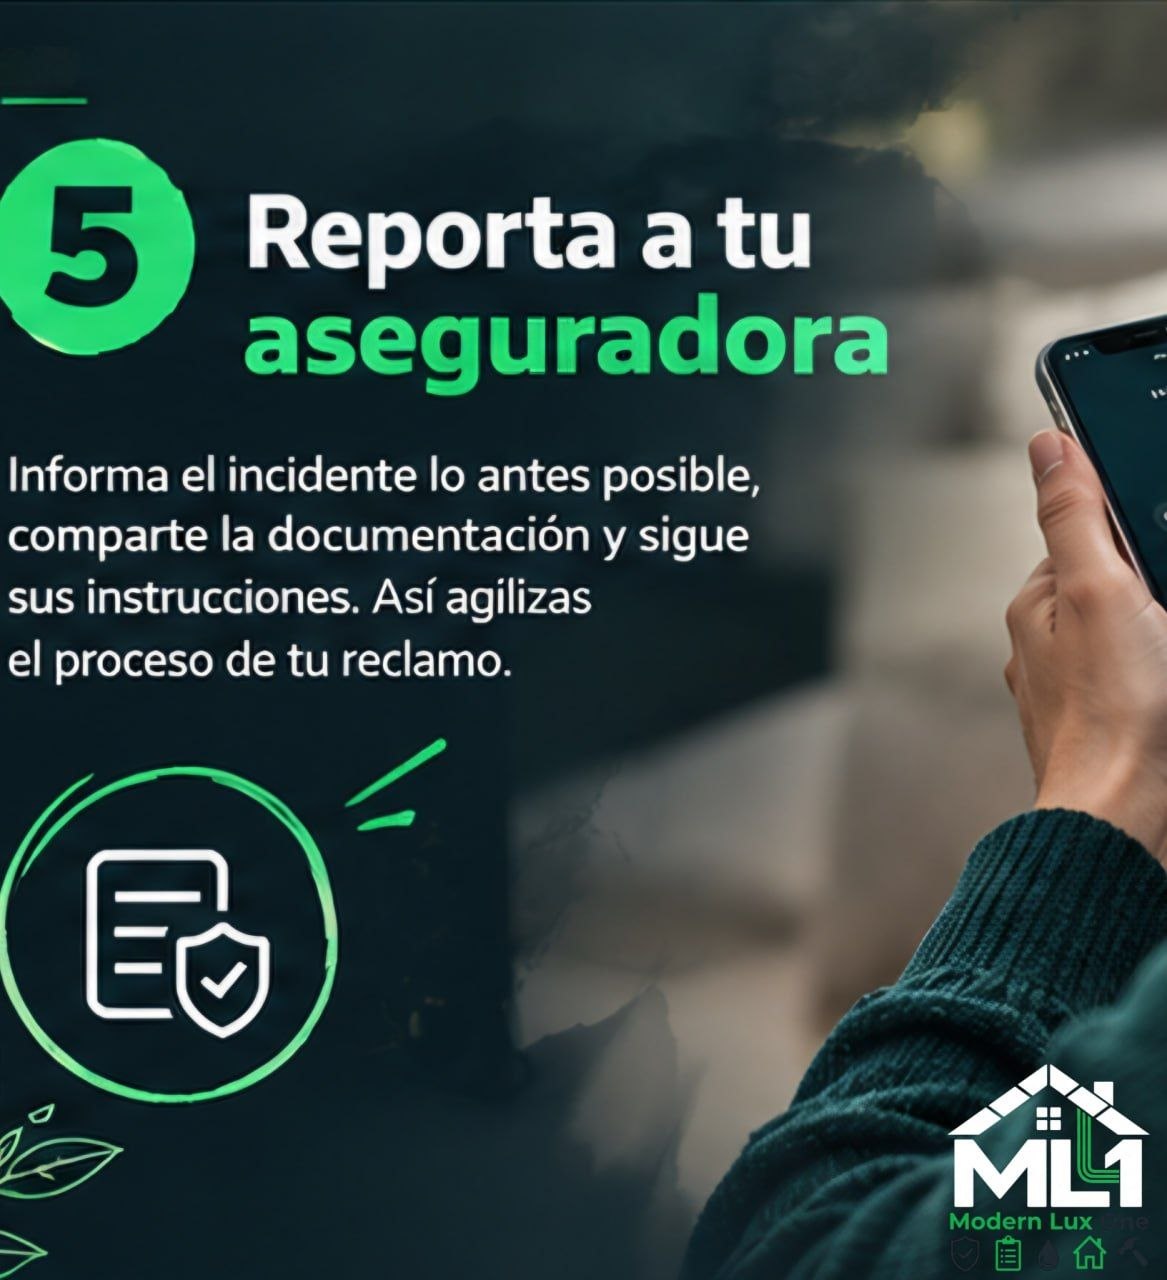 5
Reporta a tu
aseguradora
Informa el incidente lo antes posible,
comparte la documentación y sigue
sus instrucciones. Así agilizas
el proceso de tu reclamo.
ML1
Modern Lux One